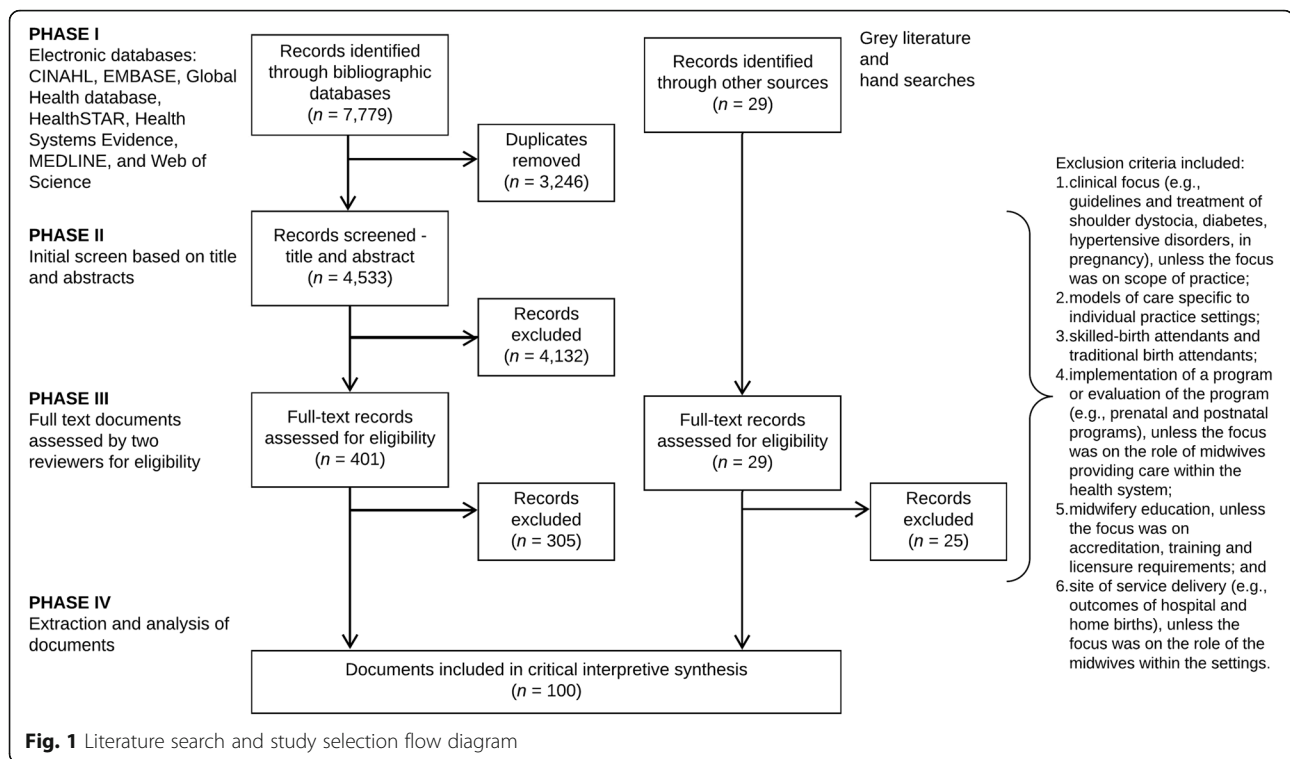 PHASE I
Electronic databases:
CINAHL, EMBASE, Global
Health database,
HealthSTAR, Health
Systems Evidence,
MEDLINE, and Web of
Science
Records identified
through bibliographic
databases
(n = 7,779)
Records identified
through other sources
(n = 29)
Grey literature
and
hand searches
Duplicates
removed
(n = 3,246)
PHASE II
Initial screen based on title
and abstracts
Records screened -
title and abstract
(n = 4,533)
Records
excluded
(n = 4,132)
PHASE III
Full text documents
assessed by two
reviewers for eligibility
Full-text records
assessed for eligibility
(n = 401)
Full-text records
assessed for eligibility
(n = 29)
Records
excluded
(n = 305)
Records
excluded
(n = 25)
Exclusion criteria included:
1.clinical focus (e.g.,
guidelines and treatment of
shoulder dystocia, diabetes,
hypertensive disorders, in
pregnancy), unless the focus
was on scope of practice;
2.models of care specific to
individual practice settings;
3.skilled-birth attendants and
traditional birth attendants;
4.implementation of a program
or evaluation of the program
(e.g., prenatal and postnatal
programs), unless the focus
was on the role of midwives
providing care within the
health system;
5.midwifery education, unless
the focus was on
accreditation, training and
licensure requirements; and
6.site of service delivery (e.g.,
outcomes of hospital and
home births), unless the
focus was on the role of the
midwives within the settings.
PHASE IV
Extraction and analysis of
documents
Documents included in critical interpretive synthesis
(n = 100)
Fig. 1 Literature search and study selection flow diagram